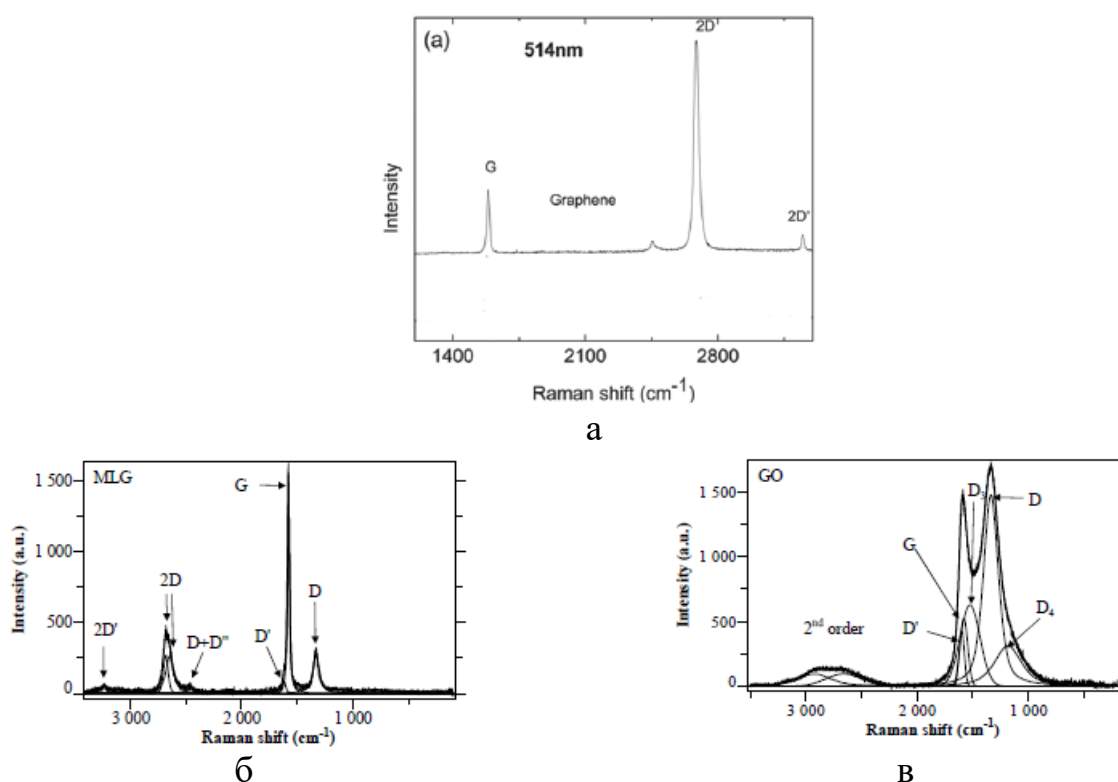 (a)
514nm
2D'
G
Graphene
2D'
Intensity
1400
2100
2800
Raman shift (cm-1)
а
MLG
G
2D
D
2D'
D+D"
D'
Intensity (a.u.)
1 500
1 000
500
0
3 000
2 000
1 000
Raman shift (cm-1)
б
GO
D3
D
G
D4
D'
2nd order
Intensity (a.u.)
1 500
1 000
500
0
3 000
2 000
1 000
Raman shift (cm-1)
в